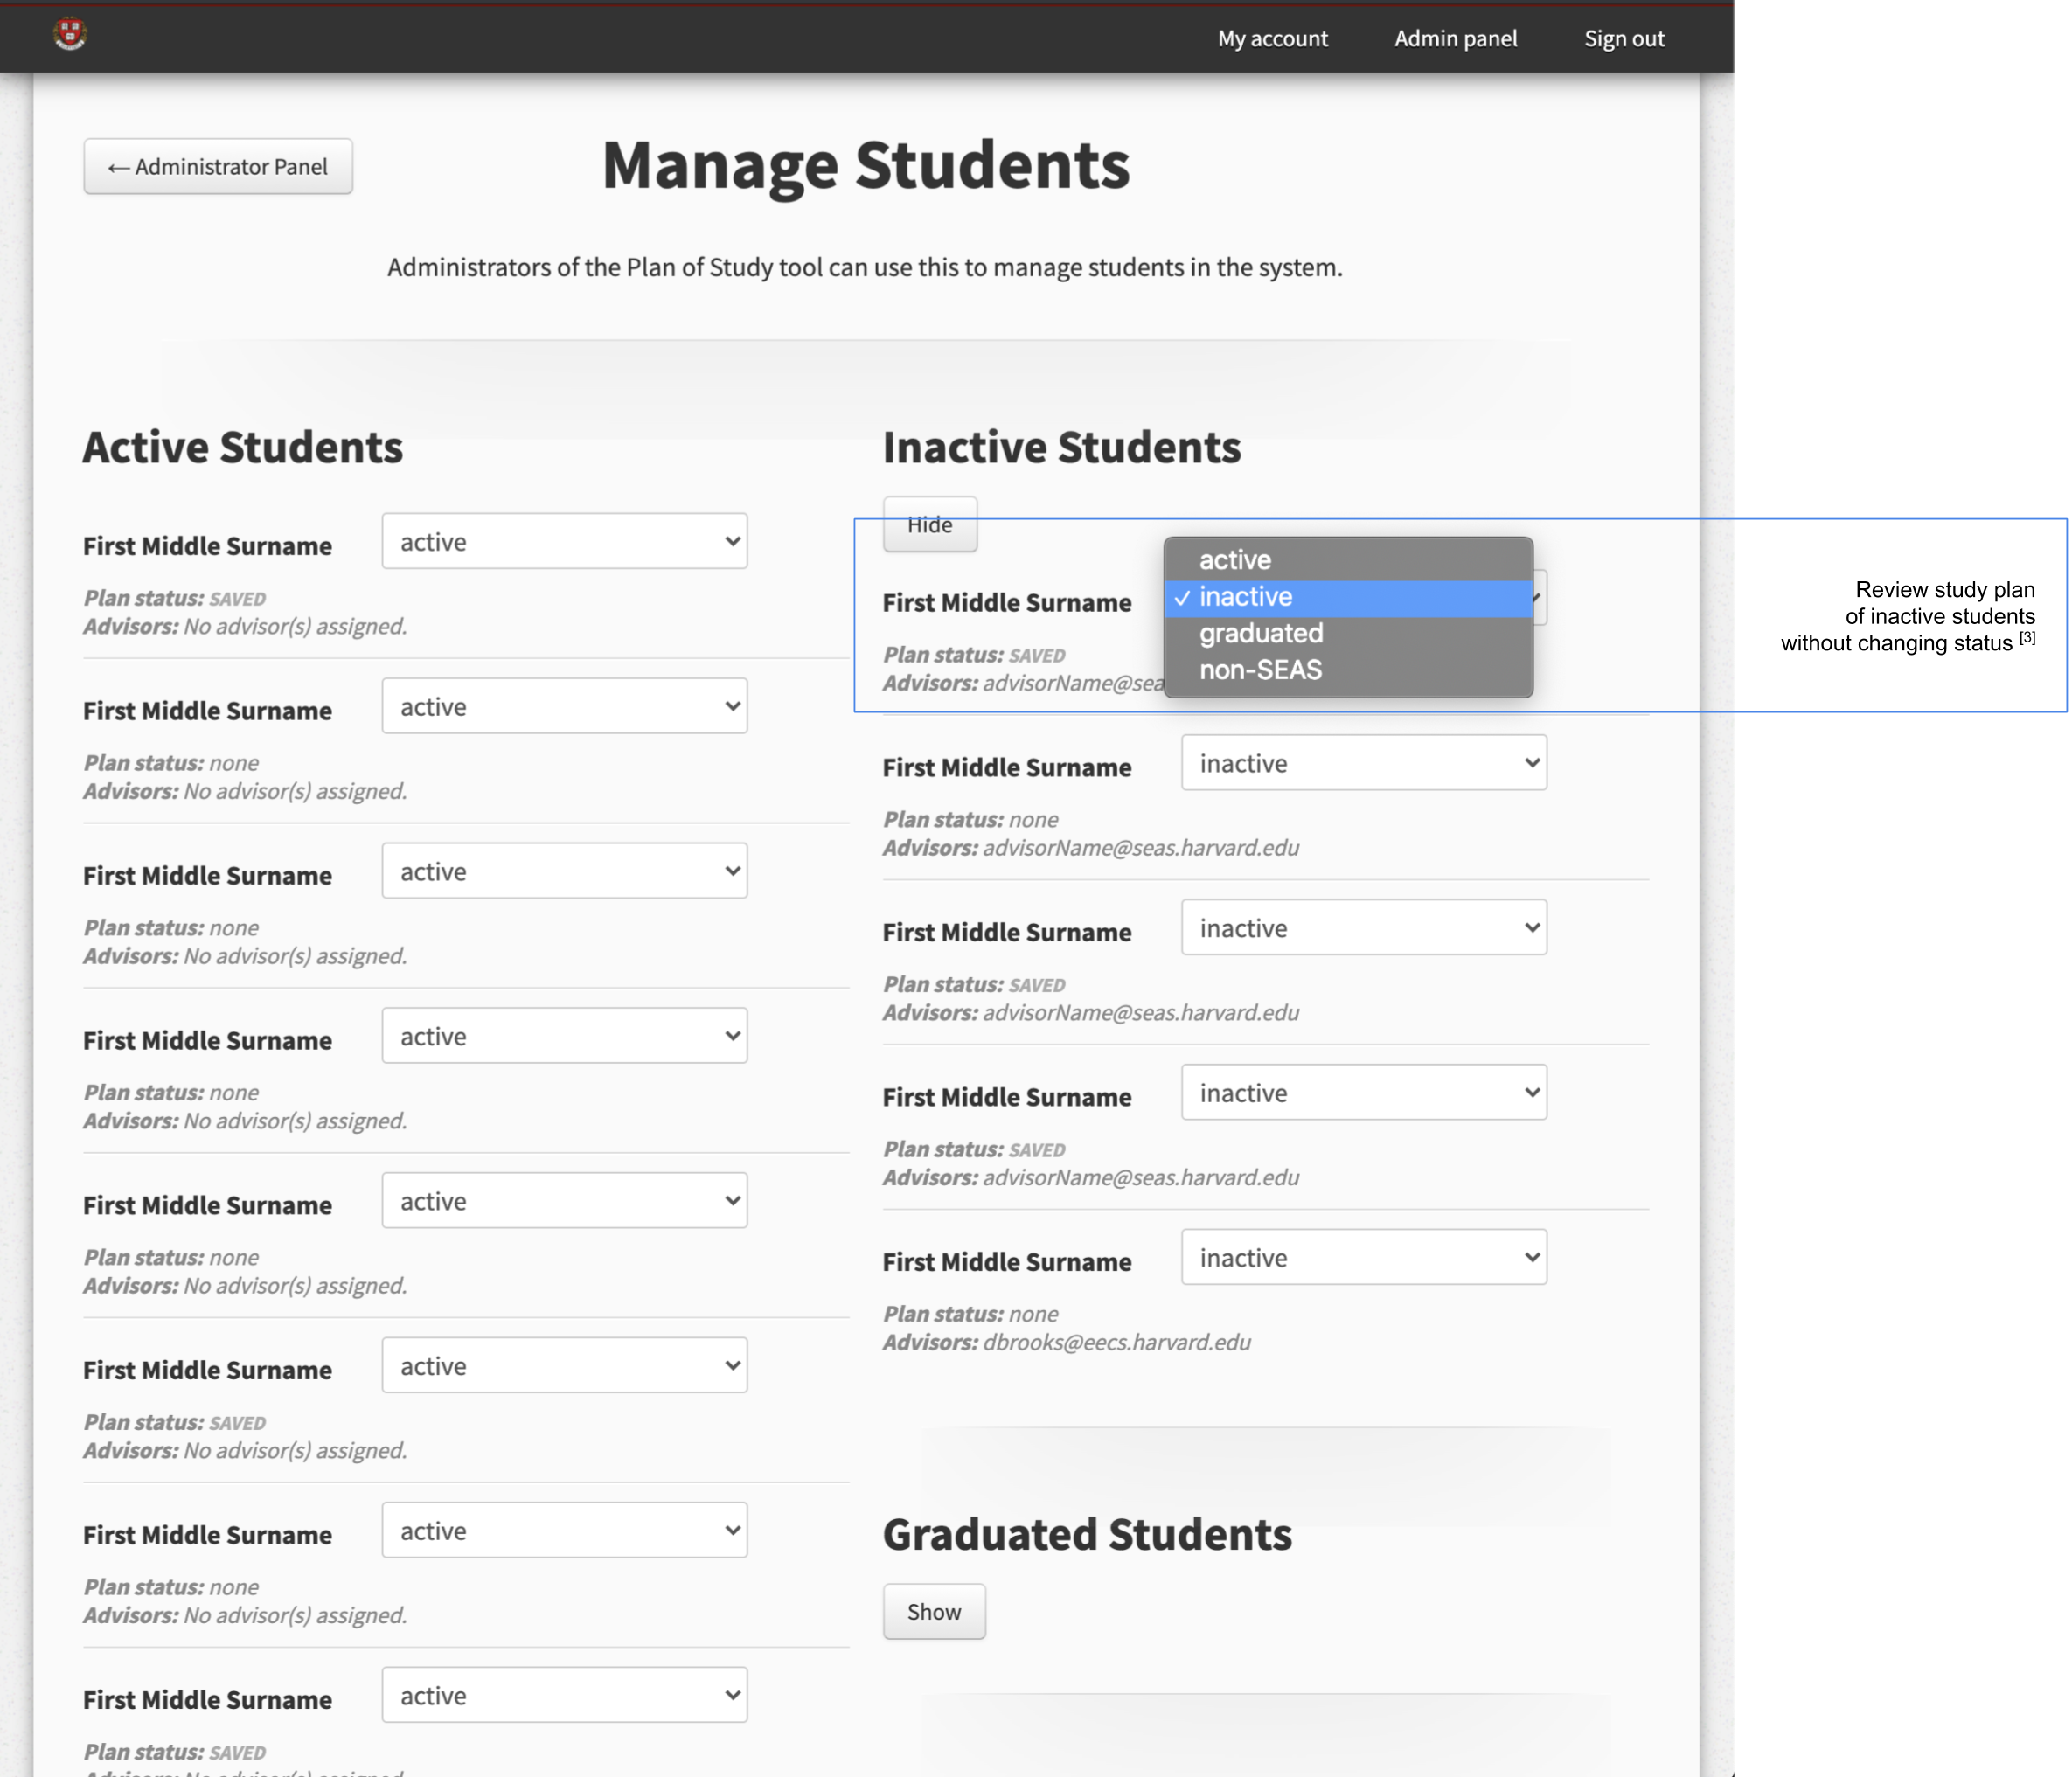 My account
Admin panel
Sign out
← Administrator Panel
Manage Students
Administrators of the Plan of Study tool can use this to manage students in the system.
Active Students
First Middle Surname
active
Plan status: SAVED
Advisors: No advisor(s) assigned.
First Middle Surname
active
Plan status: none
Advisors: No advisor(s) assigned.
First Middle Surname
active
Plan status: none
Advisors: No advisor(s) assigned.
First Middle Surname
active
Plan status: none
Advisors: No advisor(s) assigned.
First Middle Surname
active
Plan status: none
Advisors: No advisor(s) assigned.
First Middle Surname
active
Plan status: SAVED
Advisors: No advisor(s) assigned.
First Middle Surname
active
Plan status: none
Advisors: No advisor(s) assigned.
First Middle Surname
active
Plan status: SAVED
Advisors: No advisor(s) assigned.
Inactive Students
Hide
First Middle Surname
active
✓ inactive
graduated
non-SEAS
Plan status: SAVED
Advisors: advisorName@sea
Review study plan
of inactive students
without changing status [3]
First Middle Surname
inactive
Plan status: none
Advisors: advisorName@seas.harvard.edu
First Middle Surname
inactive
Plan status: SAVED
Advisors: advisorName@seas.harvard.edu
First Middle Surname
inactive
Plan status: SAVED
Advisors: advisorName@seas.harvard.edu
First Middle Surname
inactive
Plan status: none
Advisors: dbrooks@eecs.harvard.edu
Graduated Students
Show